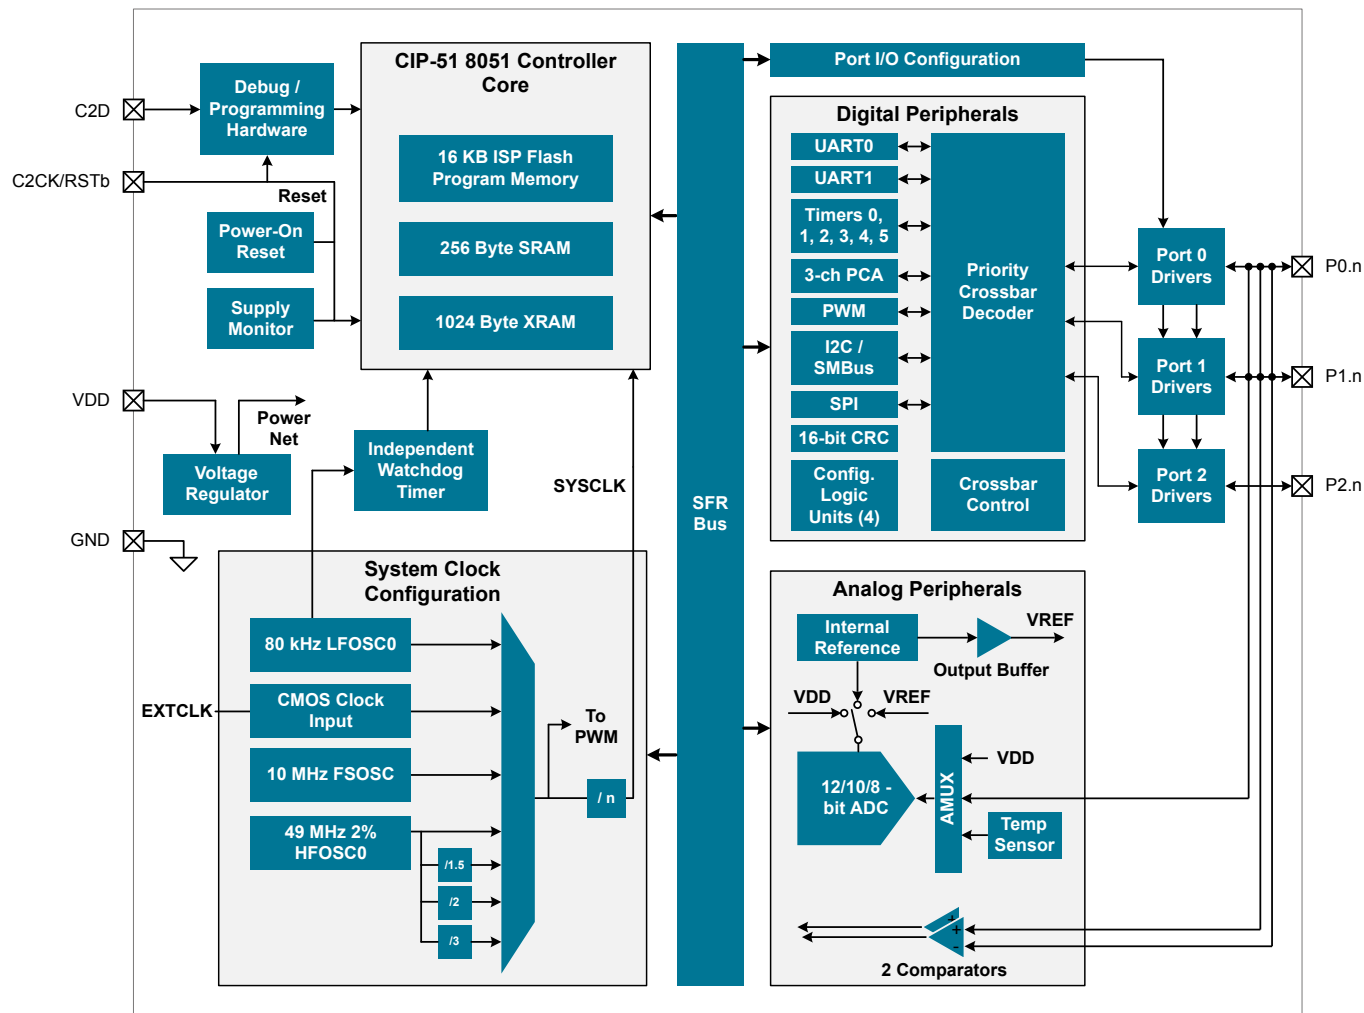 CIP-51 8051 Controller
Core
16 KB ISP Flash
Program Memory
256 Byte SRAM
1024 Byte XRAM
C2D
Debug /
Programming
Hardware
C2CK/RSTb
Reset
Power-On
Reset
Supply
Monitor
VDD
Power
Net
Voltage
Regulator
Independent
Watchdog
Timer
SYSCLK
GND
System Clock
Configuration
80 kHz LFOSC0
EXTCLK
CMOS Clock
Input
10 MHz FSOSC
49 MHz 2%
HFOSC0
/1.5
/2
/3
To
PWM
/ n
SFR
Bus
Port I/O Configuration
Digital Peripherals
UART0
UART1
Timers 0,
1, 2, 3, 4, 5
3-ch PCA
PWM
I2C /
SMBus
SPI
16-bit CRC
Config.
Logic
Units (4)
Priority
Crossbar
Decoder
Crossbar
Control
Port 0
Drivers
P0.n
Port 1
Drivers
P1.n
Port 2
Drivers
P2.n
Analog Peripherals
Internal
Reference
VREF
Output Buffer
VDD
VREF
12/10/8 -
bit ADC
AMUX
VDD
Temp
Sensor
+
+
-
2 Comparators